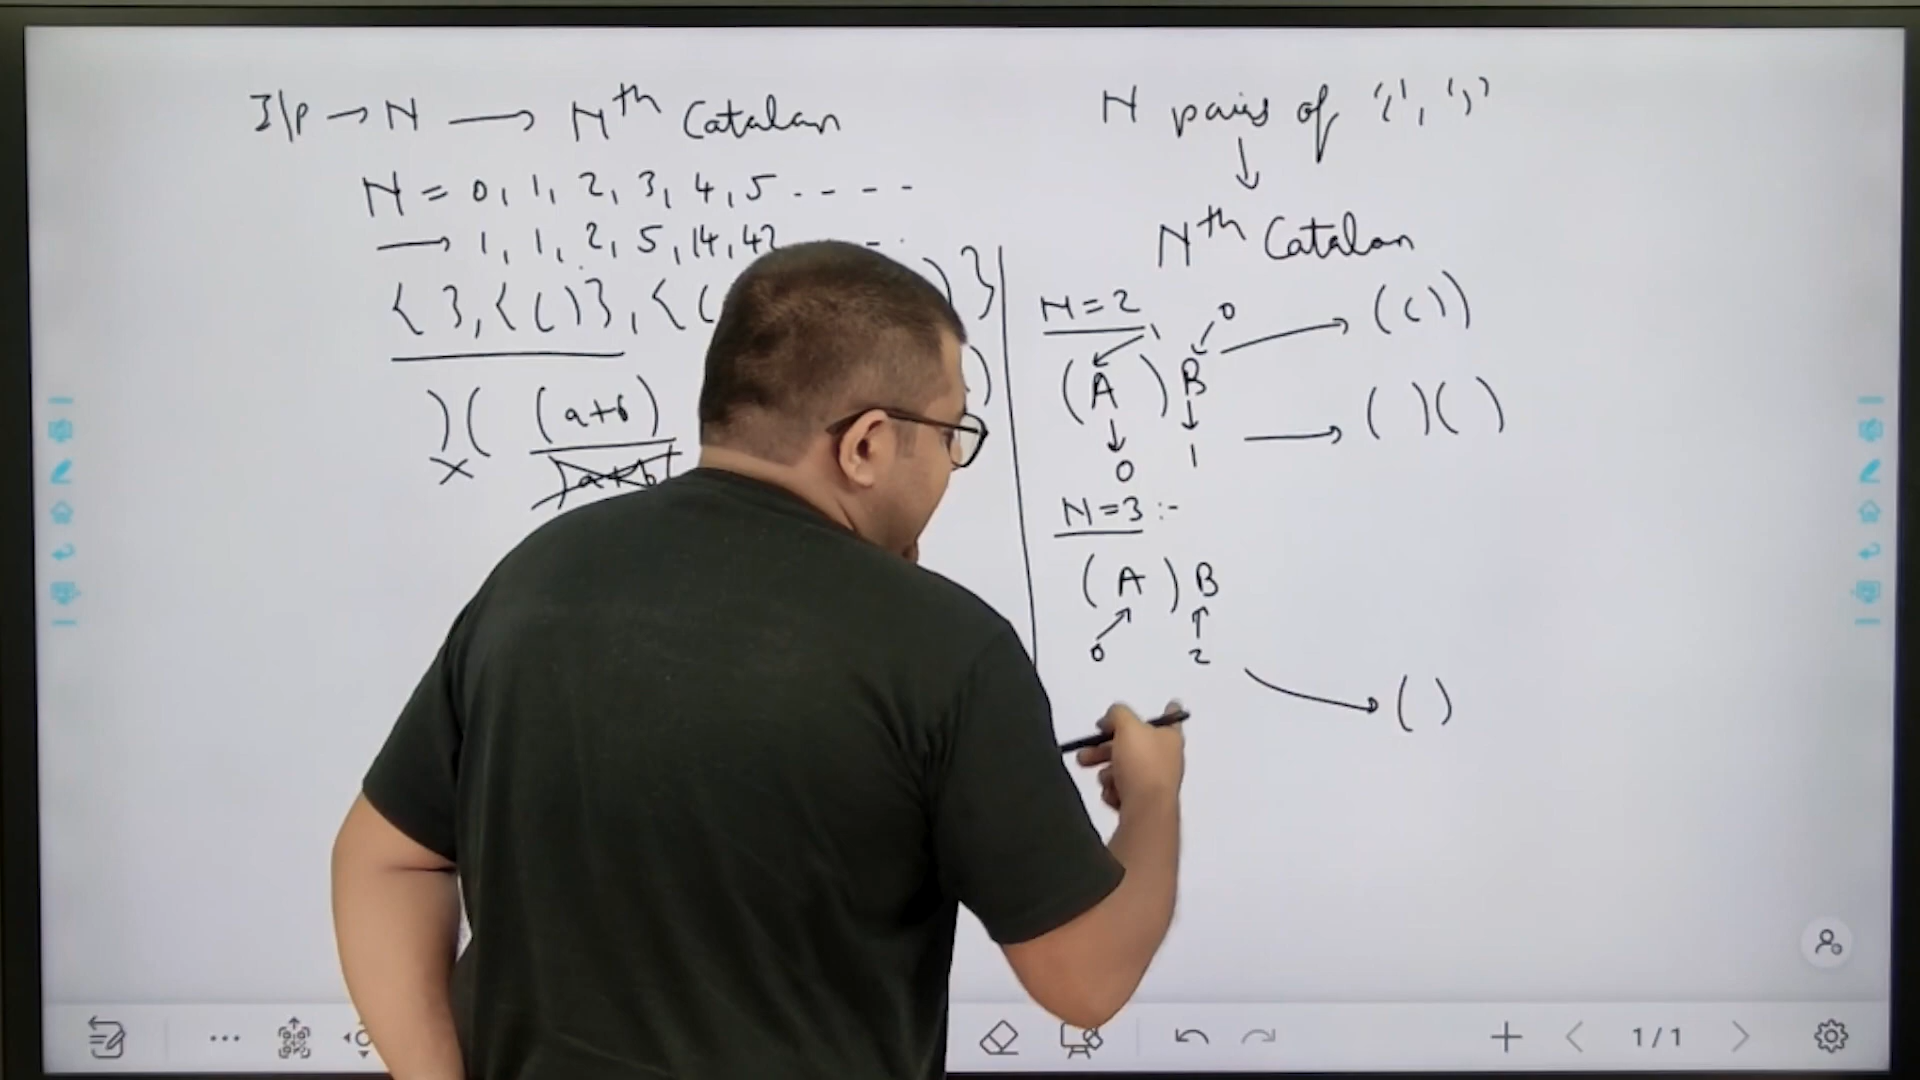 I/p → N → Nth Catalan
N = 0, 1, 2, 3, 4, 5 - - - -
→ 1, 1, 2, 5, 14, 42
{ }, { ( ) }, { (
) }
) ( (a+b)
)
x )a+b(
N pairs of '(', ')'
↓
Nth Catalan
N = 2
1 0
( A ) B → ( ( ) )
↓ ↓
0 1 → ( ) ( )
N = 3 :-
( A ) B
0 2
→ ( )
1/1